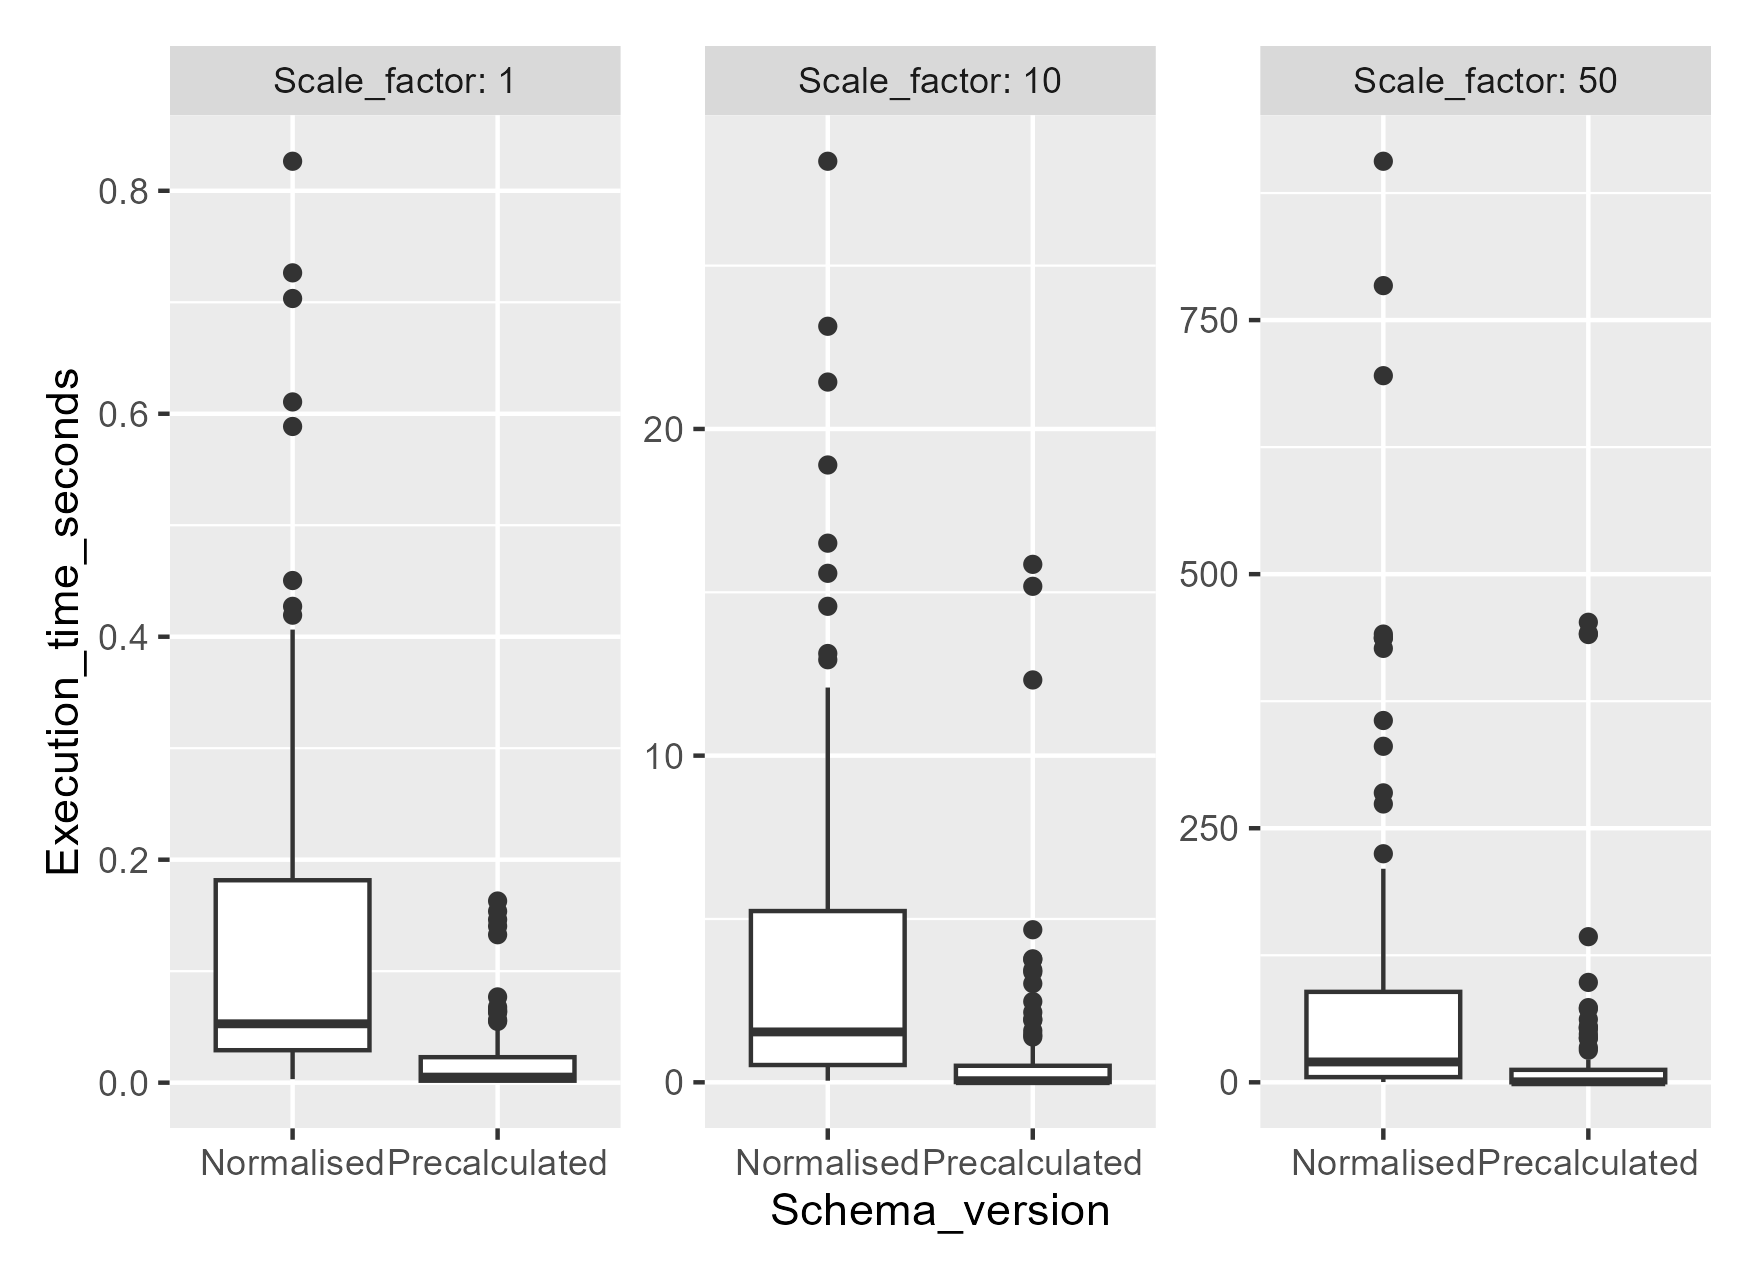 Scale_factor: 1
Scale_factor: 10
Scale_factor: 50
Execution_time_seconds
0.8
0.6
0.4
0.2
0.0
20
10
0
750
500
250
0
Normalised Precalculated
Normalised Precalculated
Normalised Precalculated
Schema_version